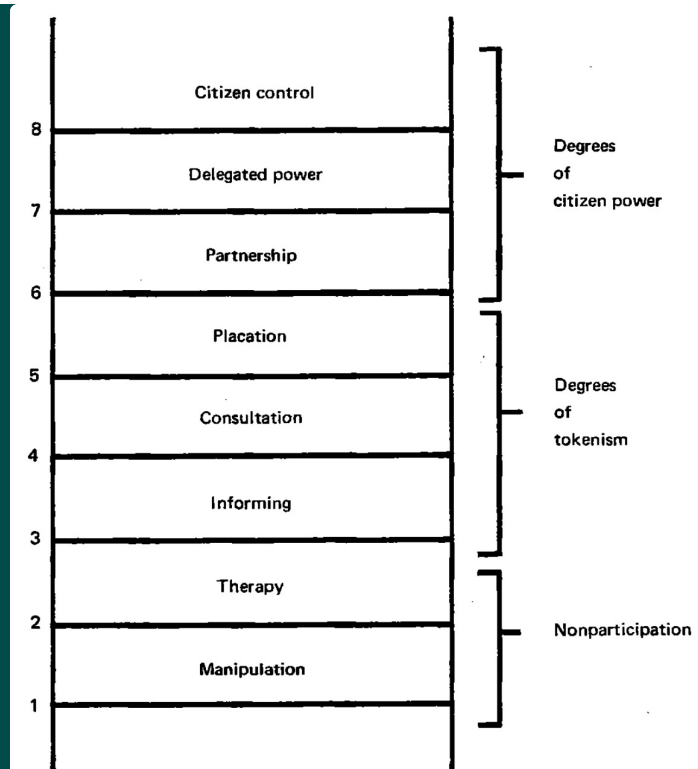 Citizen control
8
Delegated power
7
Partnership
6
Placation
5
Consultation
4
Informing
3
Therapy
2
Manipulation
1
Degrees
of
citizen power
Degrees
of
tokenism
Nonparticipation